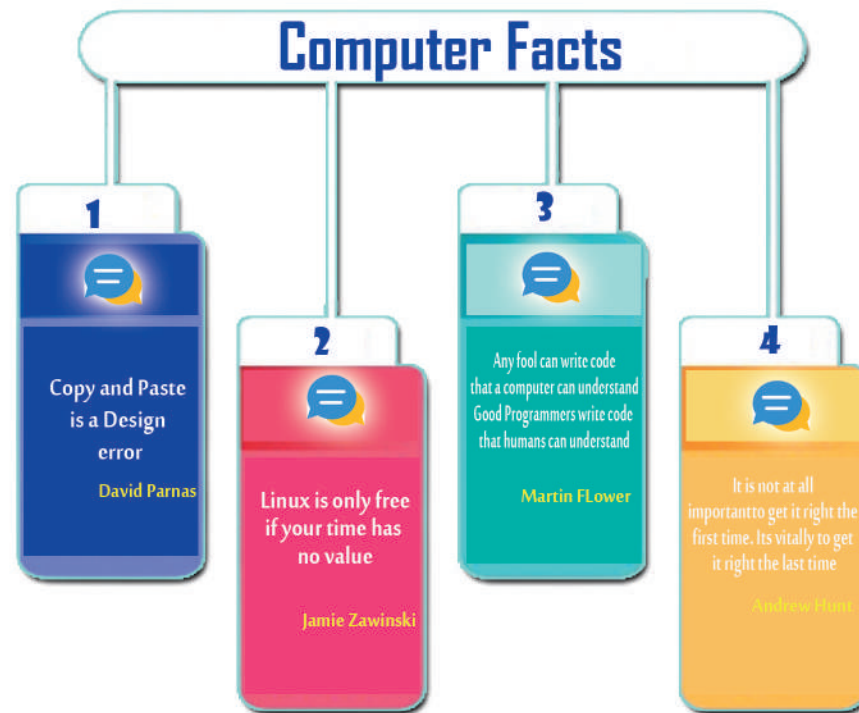 Computer Facts
1
Copy and Paste
is a Design
error
David Parnas
2
Linux is only free
if your time has
no value
Jamie Zawinski
3
Any fool can write code
that a computer can understand
Good Programmers write code
that humans can understand
Martin FLower
4
It is not at all
importantto get it right the
first time. Its vitally to get
it right the last time
Andrew Hunt